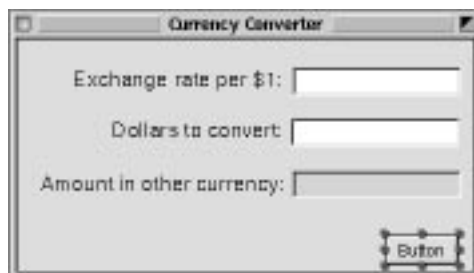 Currency Converter
Exchange rate per $1:
Dollars to convert:
Amount in other currency:
Button